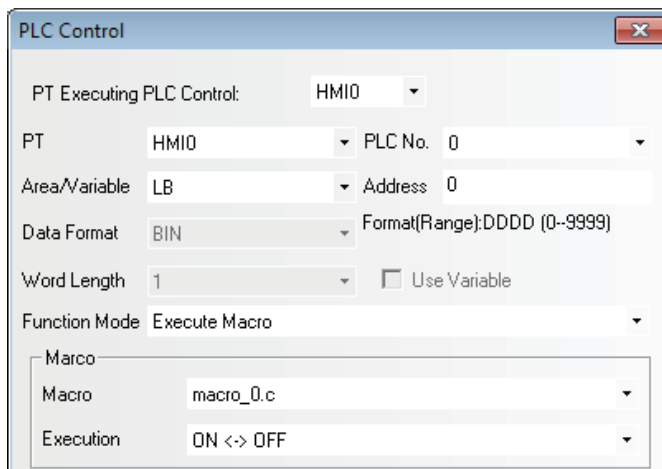 PLC Control
PT Executing PLC Control: HMI0
PT HMI0 PLC No. 0
Area/Variable LB Address 0
Data Format BIN Format(Range):DDDD (0--9999)
Word Length 1 Use Variable
Function Mode Execute Macro
Marco
Macro macro_0.c
Execution ON <-> OFF